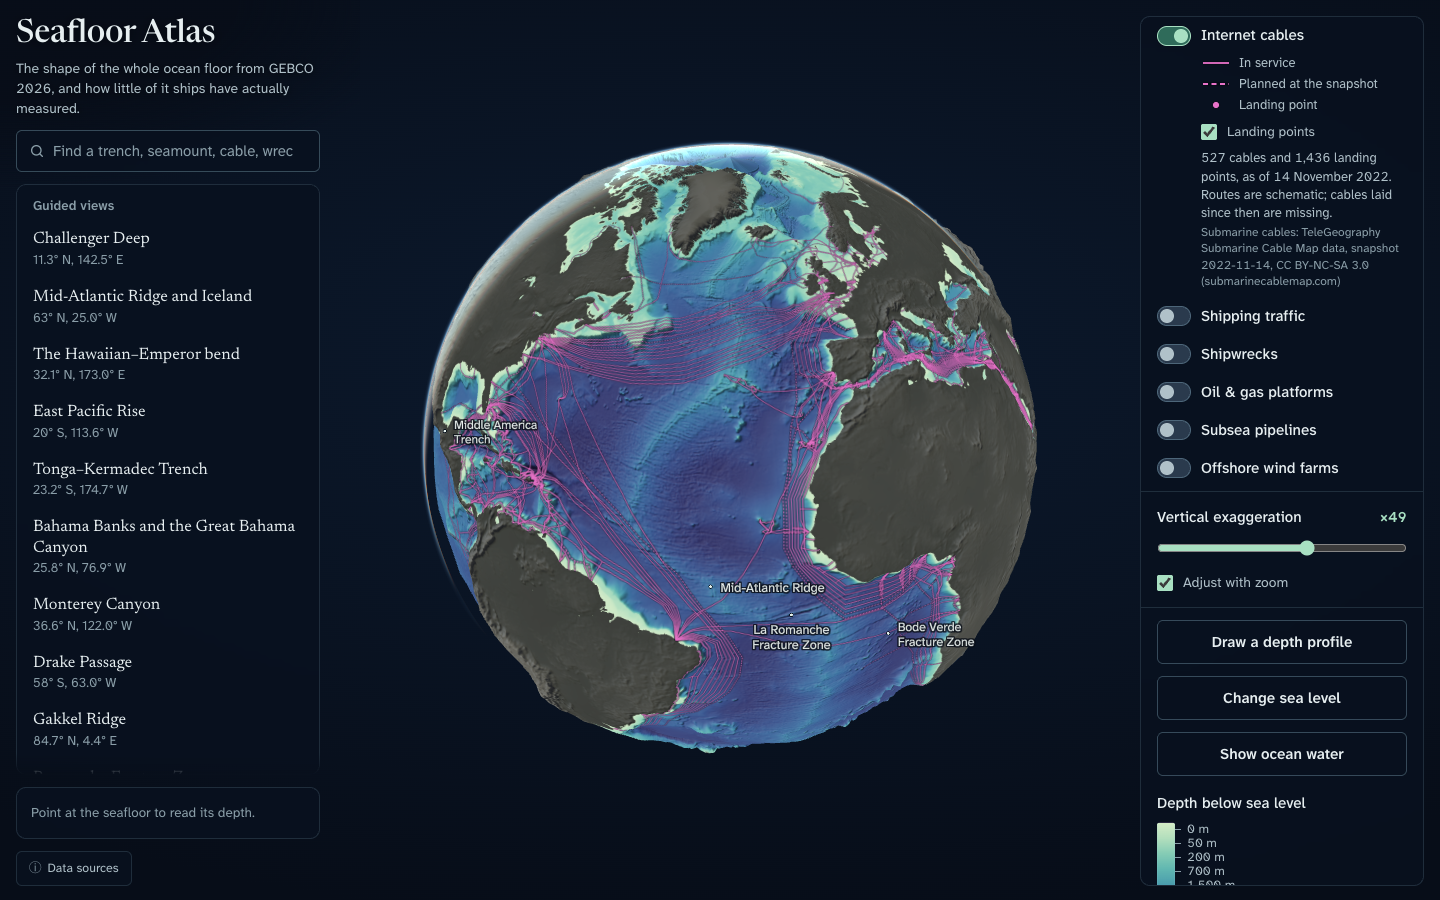 Seafloor Atlas
The shape of the whole ocean floor from GEBCO
2026, and how little of it ships have actually
measured.
Find a trench, seamount, cable, wrec
Guided views
Challenger Deep
11.3° N, 142.5° E
Mid-Atlantic Ridge and Iceland
63° N, 25.0° W
The Hawaiian–Emperor bend
32.1° N, 173.0° E
East Pacific Rise
20° S, 113.6° W
Tonga–Kermadec Trench
23.2° S, 174.7° W
Bahama Banks and the Great Bahama
Canyon
25.8° N, 76.9° W
Monterey Canyon
36.6° N, 122.0° W
Drake Passage
58° S, 63.0° W
Gakkel Ridge
84.7° N, 4.4° E
Point at the seafloor to read its depth.
Data sources
Middle America
Trench
Mid-Atlantic Ridge
La Romanche
Fracture Zone
Bode Verde
Fracture Zone
Internet cables
In service
Planned at the snapshot
Landing point
Landing points
527 cables and 1,436 landing
points, as of 14 November 2022.
Routes are schematic; cables laid
since then are missing.
Submarine cables: TeleGeography
Submarine Cable Map data, snapshot
2022-11-14, CC BY-NC-SA 3.0
(submarinecablemap.com)
Shipping traffic
Shipwrecks
Oil & gas platforms
Subsea pipelines
Offshore wind farms
Vertical exaggeration ×49
Adjust with zoom
Draw a depth profile
Change sea level
Show ocean water
Depth below sea level
0 m
50 m
200 m
700 m
1,500 m